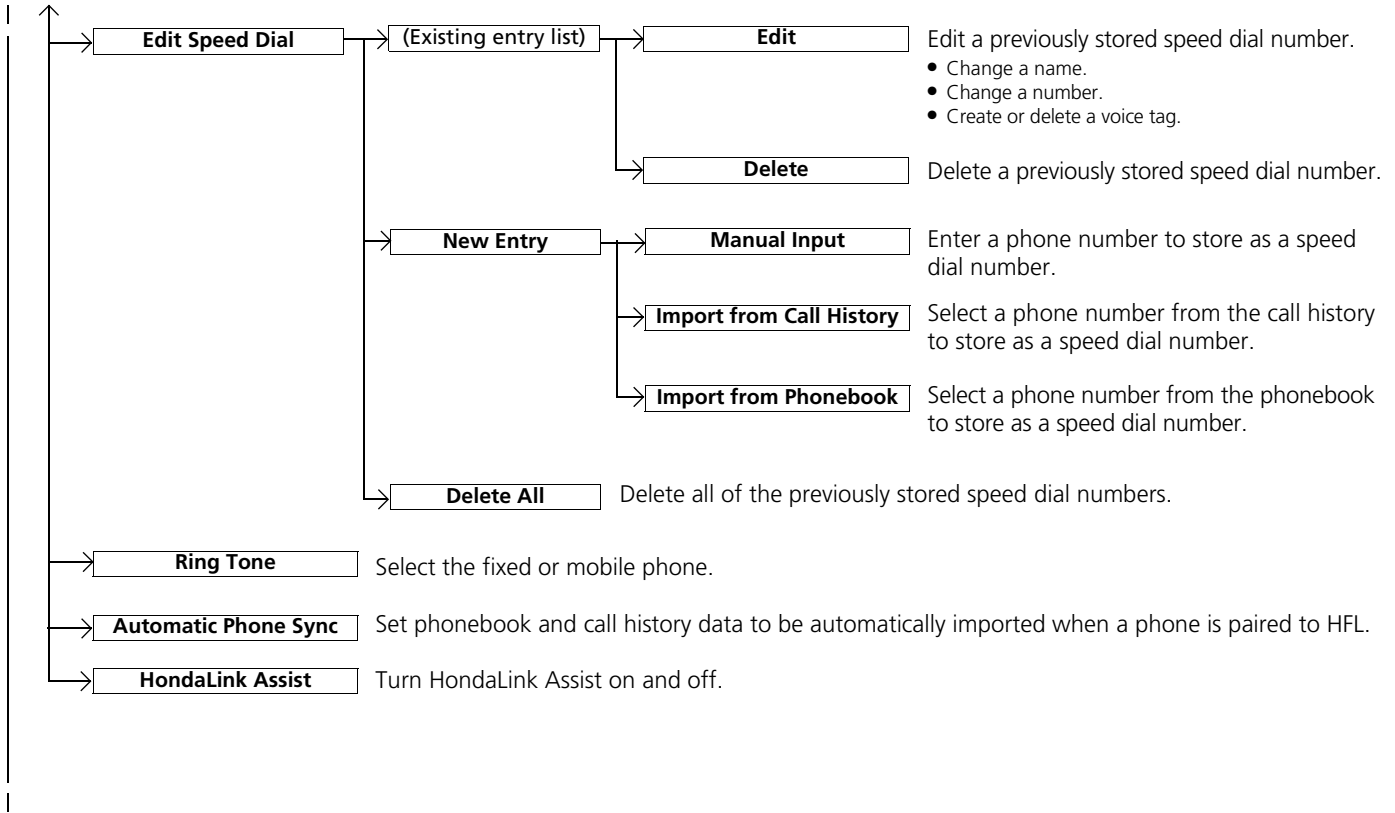 Edit Speed Dial
(Existing entry list)
Edit
Edit a previously stored speed dial number.
• Change a name.
• Change a number.
• Create or delete a voice tag.
Delete
Delete a previously stored speed dial number.
New Entry
Manual Input
Enter a phone number to store as a speed
dial number.
Import from Call History
Select a phone number from the call history
to store as a speed dial number.
Import from Phonebook
Select a phone number from the phonebook
to store as a speed dial number.
Delete All
Delete all of the previously stored speed dial numbers.
Ring Tone
Select the fixed or mobile phone.
Automatic Phone Sync
Set phonebook and call history data to be automatically imported when a phone is paired to HFL.
HondaLink Assist
Turn HondaLink Assist on and off.